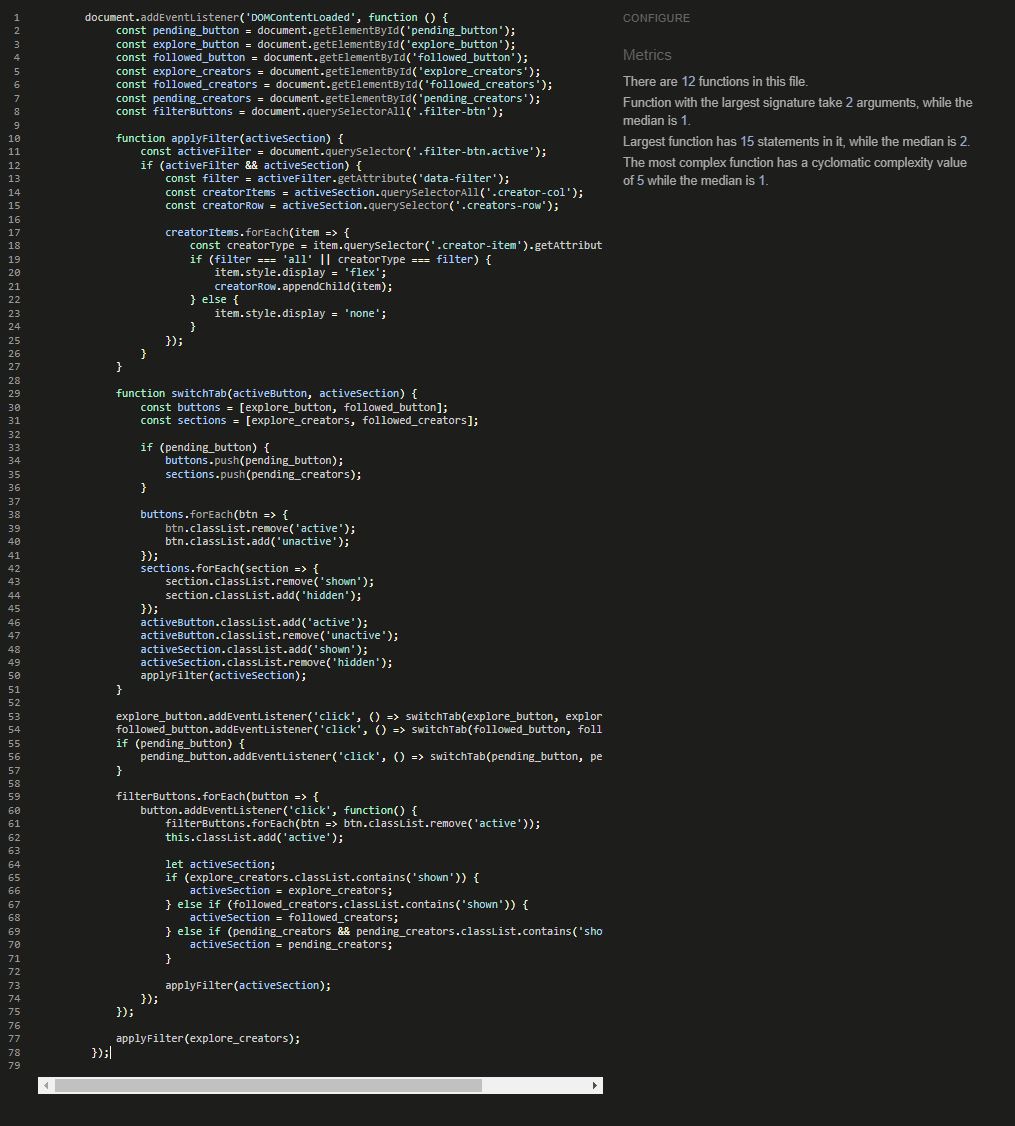 1 document.addEventListener('DOMContentLoaded', function () {
2 const pending_button = document.getElementById('pending_button');
3 const explore_button = document.getElementById('explore_button');
4 const followed_button = document.getElementById('followed_button');
5 const explore_creators = document.getElementById('explore_creators');
6 const followed_creators = document.getElementById('followed_creators');
7 const pending_creators = document.getElementById('pending_creators');
8 const filterButtons = document.querySelectorAll('.filter-btn');
9
10 function applyFilter(activeSection) {
11 const activeFilter = document.querySelector('.filter-btn.active');
12 if (activeFilter && activeSection) {
13 const filter = activeFilter.getAttribute('data-filter');
14 const creatorItems = activeSection.querySelectorAll('.creator-col');
15 const creatorRow = activeSection.querySelector('.creators-row');
16
17 creatorItems.forEach(item => {
18 const creatorType = item.querySelector('.creator-item').getAttribut
19 if (filter === 'all' || creatorType === filter) {
20 item.style.display = 'flex';
21 creatorRow.appendChild(item);
22 } else {
23 item.style.display = 'none';
24 }
25 });
26 }
27 }
28
29 function switchTab(activeButton, activeSection) {
30 const buttons = [explore_button, followed_button];
31 const sections = [explore_creators, followed_creators];
32
33 if (pending_button) {
34 buttons.push(pending_button);
35 sections.push(pending_creators);
36 }
37
38 buttons.forEach(btn => {
39 btn.classList.remove('active');
40 btn.classList.add('unactive');
41 });
42 sections.forEach(section => {
43 section.classList.remove('shown');
44 section.classList.add('hidden');
45 });
46 activeButton.classList.add('active');
47 activeButton.classList.remove('unactive');
48 activeSection.classList.add('shown');
49 activeSection.classList.remove('hidden');
50 applyFilter(activeSection);
51 }
52
53 explore_button.addEventListener('click', () => switchTab(explore_button, explor
54 followed_button.addEventListener('click', () => switchTab(followed_button, foll
55 if (pending_button) {
56 pending_button.addEventListener('click', () => switchTab(pending_button, pe
57 }
58
59 filterButtons.forEach(button => {
60 button.addEventListener('click', function() {
61 filterButtons.forEach(btn => btn.classList.remove('active'));
62 this.classList.add('active');
63
64 let activeSection;
65 if (explore_creators.classList.contains('shown')) {
66 activeSection = explore_creators;
67 } else if (followed_creators.classList.contains('shown')) {
68 activeSection = followed_creators;
69 } else if (pending_creators && pending_creators.classList.contains('sho
70 activeSection = pending_creators;
71 }
72
73 applyFilter(activeSection);
74 });
75 });
76
77 applyFilter(explore_creators);
78 });
79
CONFIGURE
Metrics
There are 12 functions in this file.
Function with the largest signature take 2 arguments, while the
median is 1.
Largest function has 15 statements in it, while the median is 2.
The most complex function has a cyclomatic complexity value
of 5 while the median is 1.